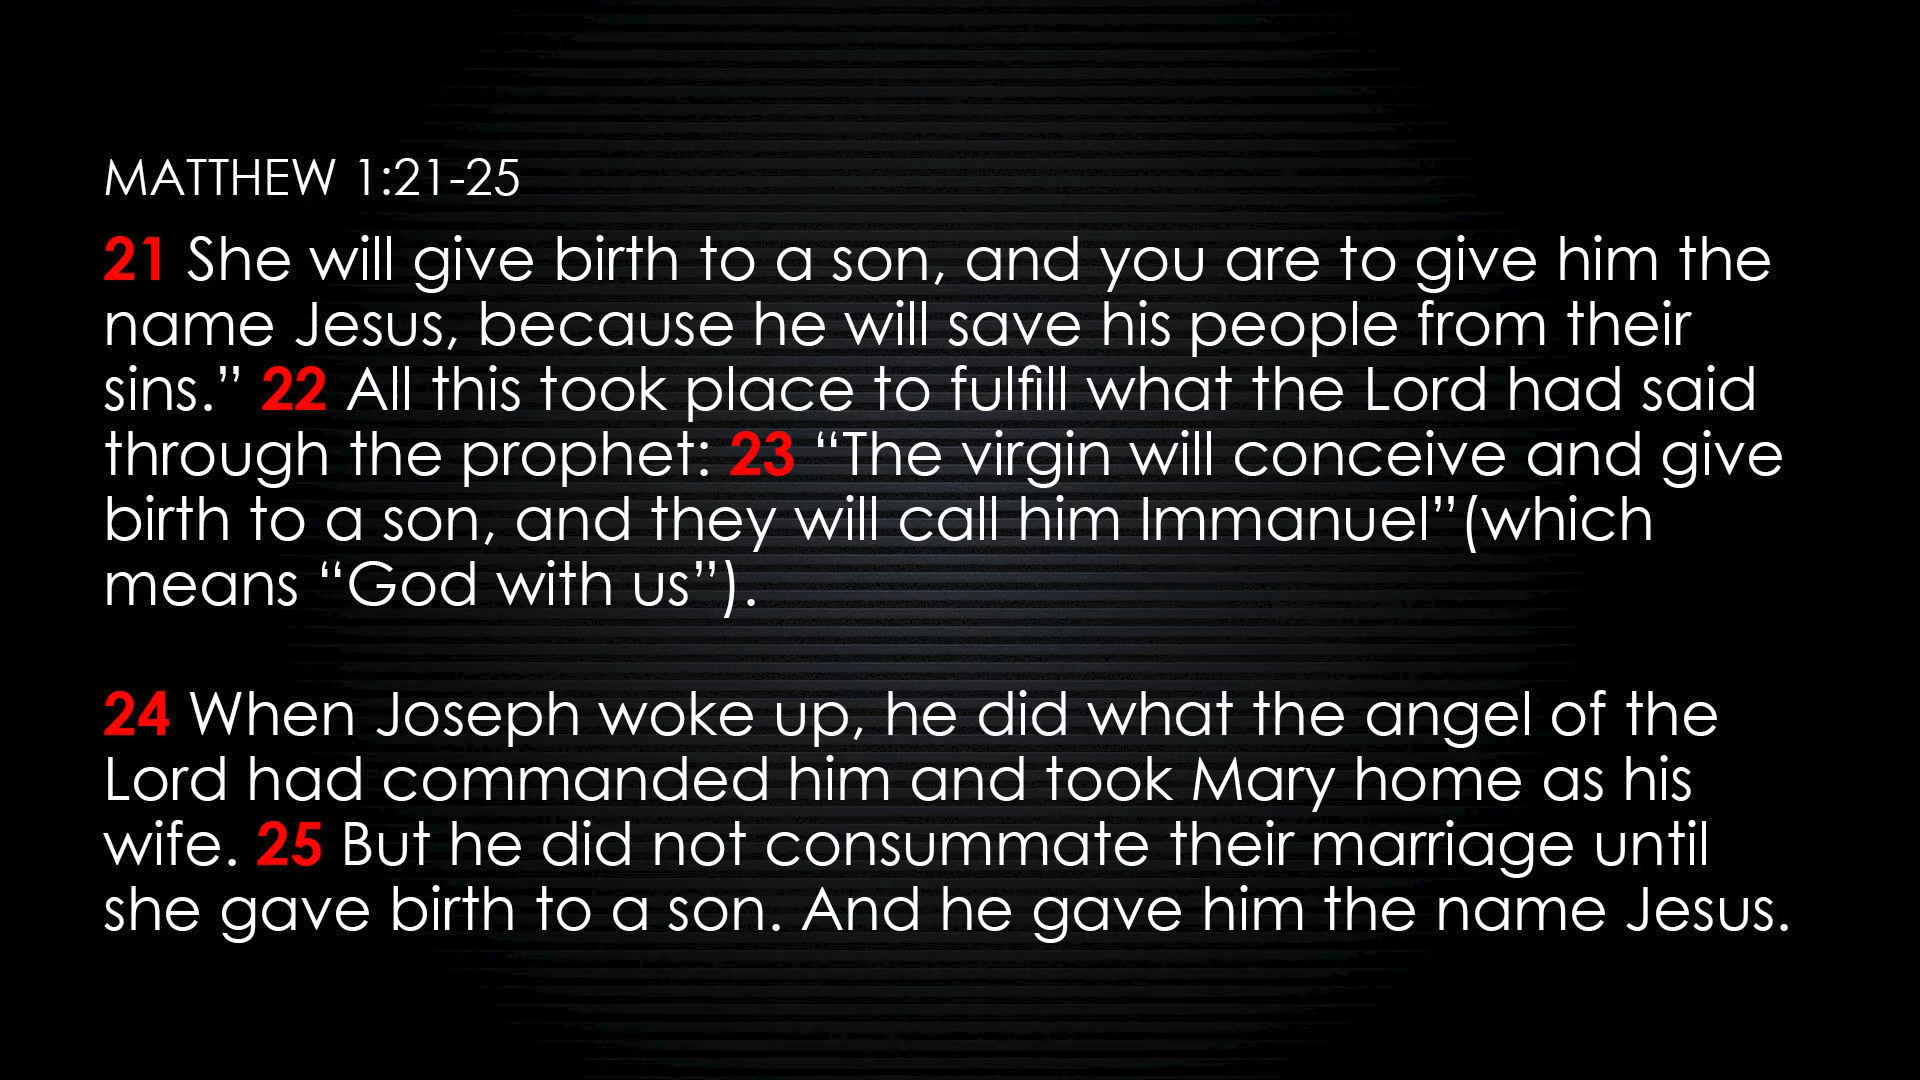 MATTHEW 1:21-25
21 She will give birth to a son, and you are to give him the
name Jesus, because he will save his people from their
sins.” 22 All this took place to fulfill what the Lord had said
through the prophet: 23 “The virgin will conceive and give
birth to a son, and they will call him Immanuel”(which
means “God with us”).
24 When Joseph woke up, he did what the angel of the
Lord had commanded him and took Mary home as his
wife. 25 But he did not consummate their marriage until
she gave birth to a son. And he gave him the name Jesus.